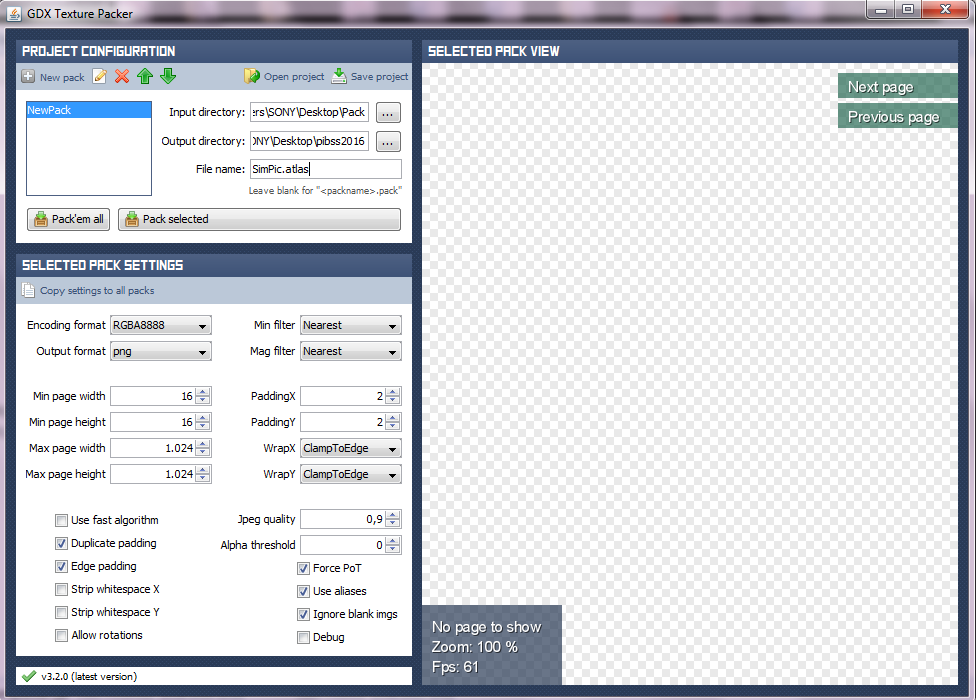 GDX Texture Packer
PROJECT CONFIGURATION
New pack
Open project
Save project
NewPack
Input directory: ers\SONY\Desktop\Pack ...
Output directory: ONY\Desktop\pibss2016 ...
File name: SimPic.atlas
Leave blank for "<packname>.pack"
Pack'em all
Pack selected
SELECTED PACK SETTINGS
Copy settings to all packs
Encoding format RGBA8888
Min filter Nearest
Output format png
Mag filter Nearest
Min page width 16
PaddingX 2
Min page height 16
PaddingY 2
Max page width 1.024
WrapX ClampToEdge
Max page height 1.024
WrapY ClampToEdge
Use fast algorithm
Jpeg quality 0,9
Duplicate padding
Alpha threshold 0
Edge padding
Force PoT
Strip whitespace X
Use aliases
Strip whitespace Y
Ignore blank imgs
Allow rotations
Debug
v3.2.0 (latest version)
SELECTED PACK VIEW
Next page
Previous page
No page to show
Zoom: 100 %
Fps: 61